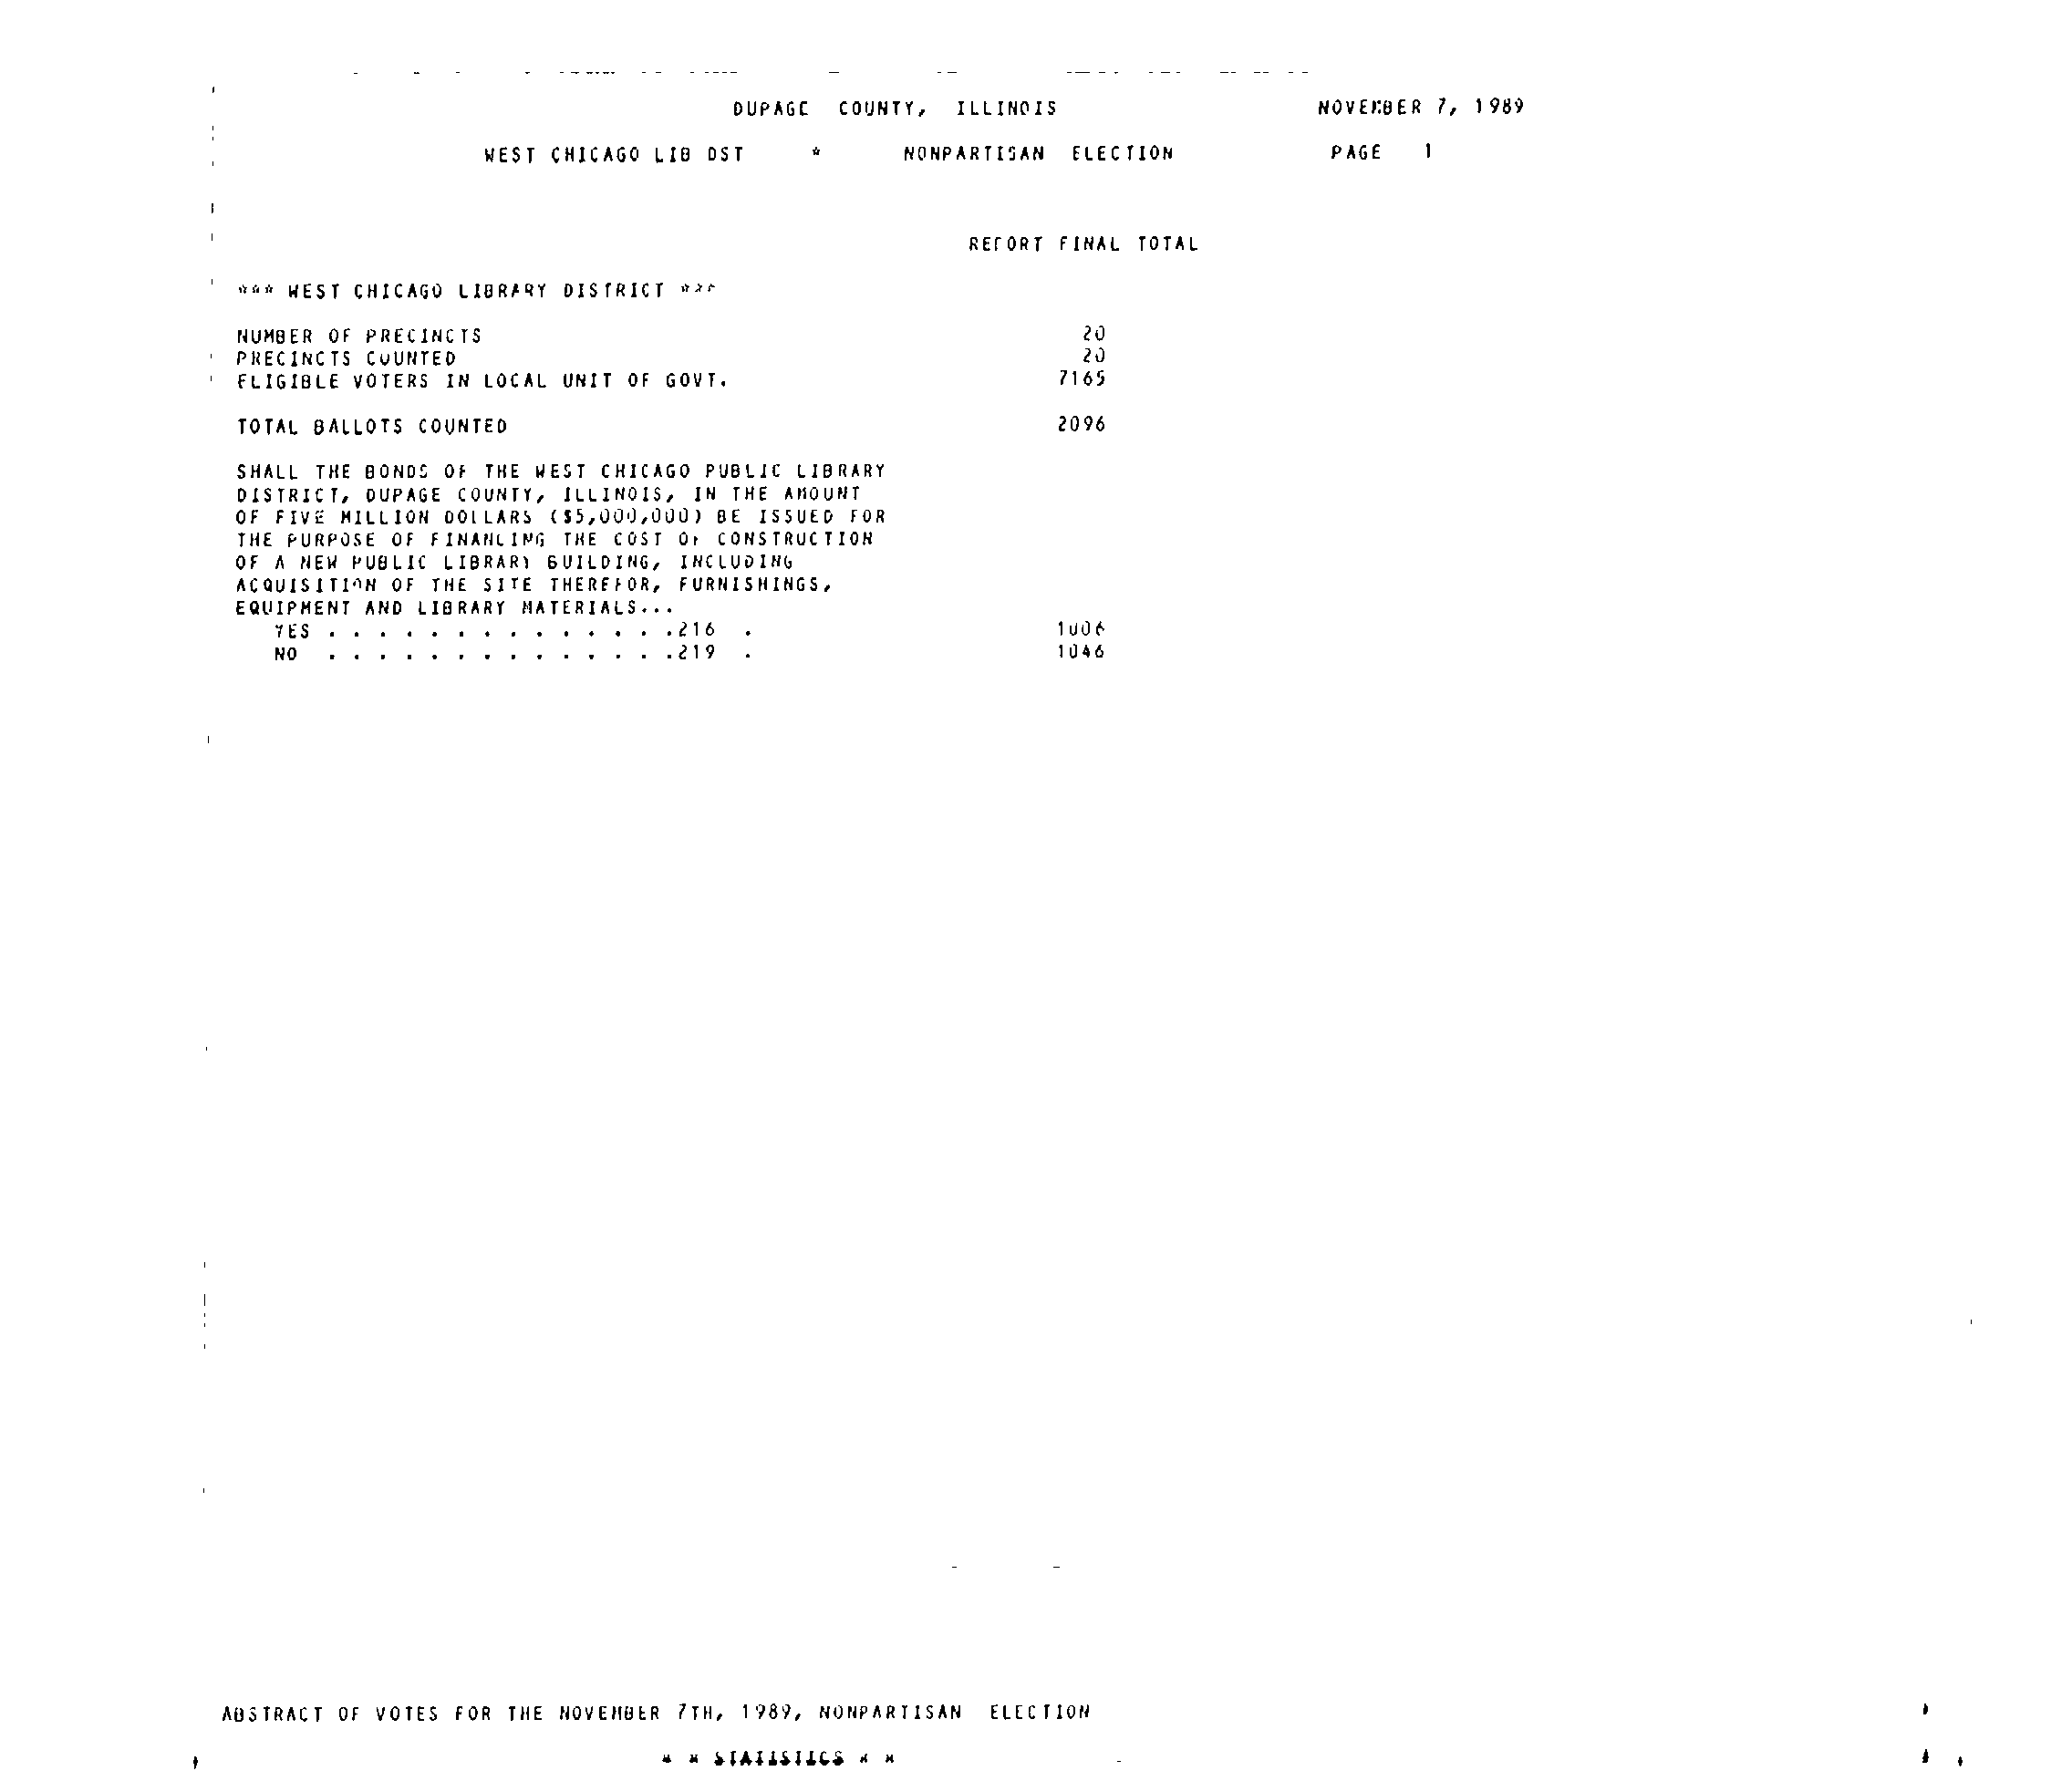 DUPAGE COUNTY, ILLINOIS NOVEMBER 7, 1989
WEST CHICAGO LIB DST * NONPARTISAN ELECTION PAGE 1
REPORT FINAL TOTAL
*** WEST CHICAGO LIBRARY DISTRICT ***
NUMBER OF PRECINCTS 20
PRECINCTS COUNTED 20
ELIGIBLE VOTERS IN LOCAL UNIT OF GOVT. 7165
TOTAL BALLOTS COUNTED 2096
SHALL THE BONDS OF THE WEST CHICAGO PUBLIC LIBRARY
DISTRICT, DUPAGE COUNTY, ILLINOIS, IN THE AMOUNT
OF FIVE MILLION DOLLARS ($5,000,000) BE ISSUED FOR
THE PURPOSE OF FINANCING THE COST OF CONSTRUCTION
OF A NEW PUBLIC LIBRARY BUILDING, INCLUDING
ACQUISITION OF THE SITE THEREFOR, FURNISHINGS,
EQUIPMENT AND LIBRARY MATERIALS...
YES . . . . . . . . . . . . . .216 . 1006
NO . . . . . . . . . . . . . .219 . 1046
ABSTRACT OF VOTES FOR THE NOVEMBER 7TH, 1989, NONPARTISAN ELECTION
* * STATISTICS * *